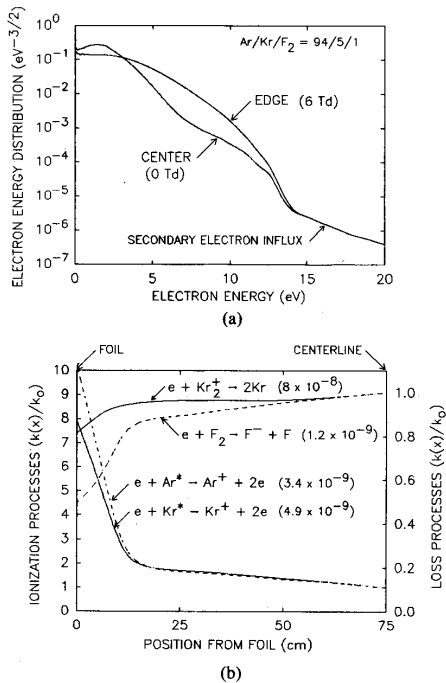 Ar/Kr/F₂ = 94/5/1
ELECTRON ENERGY DISTRIBUTION (eV⁻³/²)
10⁰
10⁻¹
10⁻²
10⁻³
10⁻⁴
10⁻⁵
10⁻⁶
10⁻⁷
EDGE (6 Td)
CENTER
(0 Td)
SECONDARY ELECTRON INFLUX
0 5 10 15 20
ELECTRON ENERGY (eV)
(a)
FOIL
CENTERLINE
IONIZATION PROCESSES (k(x)/k₀)
10
9
8
7
6
5
4
3
2
1
0
e + Kr₂⁺ → 2Kr (8 x 10⁻⁸)
e + F₂ → F⁻ + F (1.2 x 10⁻⁹)
e + Ar* → Ar⁺ + 2e (3.4 x 10⁻⁹)
e + Kr* → Kr⁺ + 2e (4.9 x 10⁻⁹)
1.0
0.8
0.6
0.4
0.2
0.0
LOSS PROCESSES (k(x)/k₀)
0 25 50 75
POSITION FROM FOIL (cm)
(b)